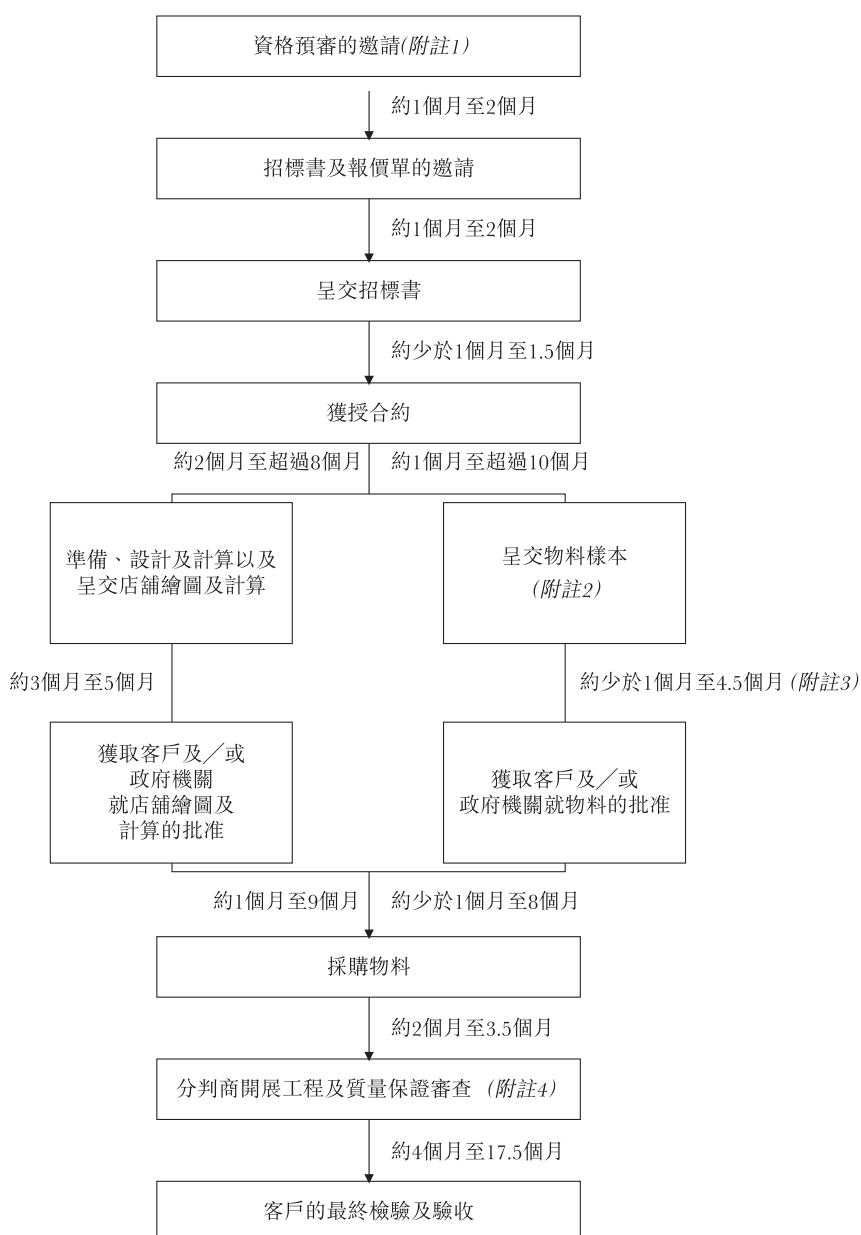 資格預審的邀請(附註1)
約1個月至2個月
招標書及報價單的邀請
約1個月至2個月
呈交招標書
約少於1個月至1.5個月
獲授合約
約2個月至超過8個月
約1個月至超過10個月
準備、設計及計算以及
呈交店舖繪圖及計算
呈交物料樣本
(附註2)
約3個月至5個月
約少於1個月至4.5個月(附註3)
獲取客戶及╱或
政府機關
就店舖繪圖及
計算的批准
獲取客戶及╱或
政府機關就物料的批准
約1個月至9個月
約少於1個月至8個月
採購物料
約2個月至3.5個月
分判商開展工程及質量保證審查 (附註4)
約4個月至17.5個月
客戶的最終檢驗及驗收